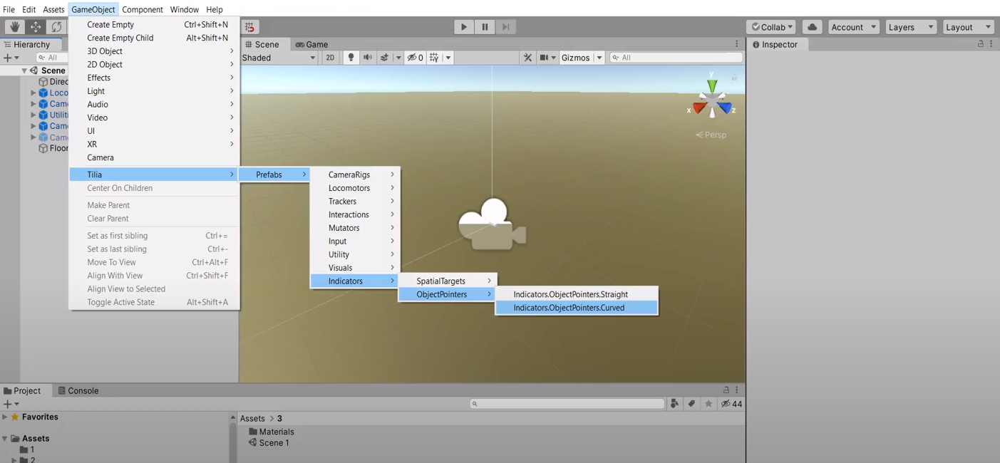 File Edit Assets GameObject Component Window Help
Collab Account Layers Layout
Hierarchy
All
Scene
Direc
Loco
Came
Utiliti
Came
Came
Floor
Create Empty Ctrl+Shift+N
Create Empty Child Alt+Shift+N
3D Object
2D Object
Effects
Light
Audio
Video
UI
XR
Camera
Tilia
Center On Children
Make Parent
Clear Parent
Set as first sibling Ctrl+=
Set as last sibling Ctrl+-
Move To View Ctrl+Alt+F
Align With View Ctrl+Shift+F
Align View to Selected
Toggle Active State Alt+Shift+A
Prefabs
CameraRigs
Locomotors
Trackers
Interactions
Mutators
Input
Utility
Visuals
Indicators
SpatialTargets
ObjectPointers
Indicators.ObjectPointers.Straight
Indicators.ObjectPointers.Curved
Scene Game
Shaded 2D 0 Gizmos All
y
x z
Persp
Inspector
Project Console
44
Favorites
Assets
1
2
Assets > 3
Materials
Scene 1